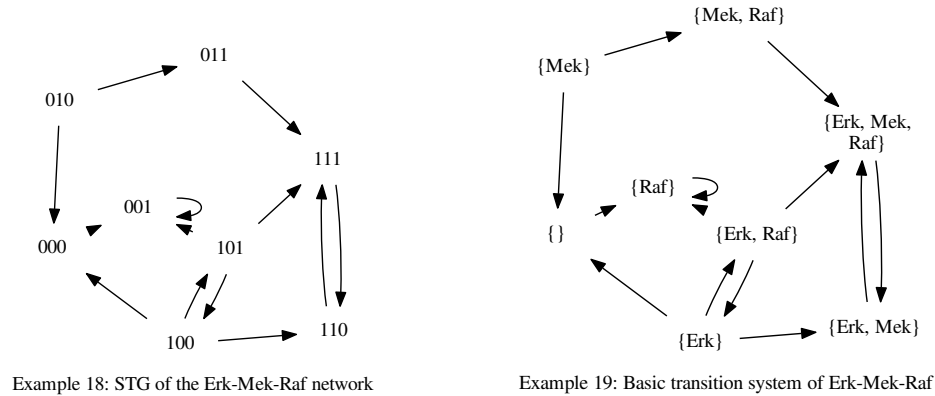 011
010
111
001
000
101
100
110
Example 18: STG of the Erk-Mek-Raf network
{Mek, Raf}
{Mek}
{Erk, Mek,
Raf}
{Raf}
{}
{Erk, Raf}
{Erk}
{Erk, Mek}
Example 19: Basic transition system of Erk-Mek-Raf